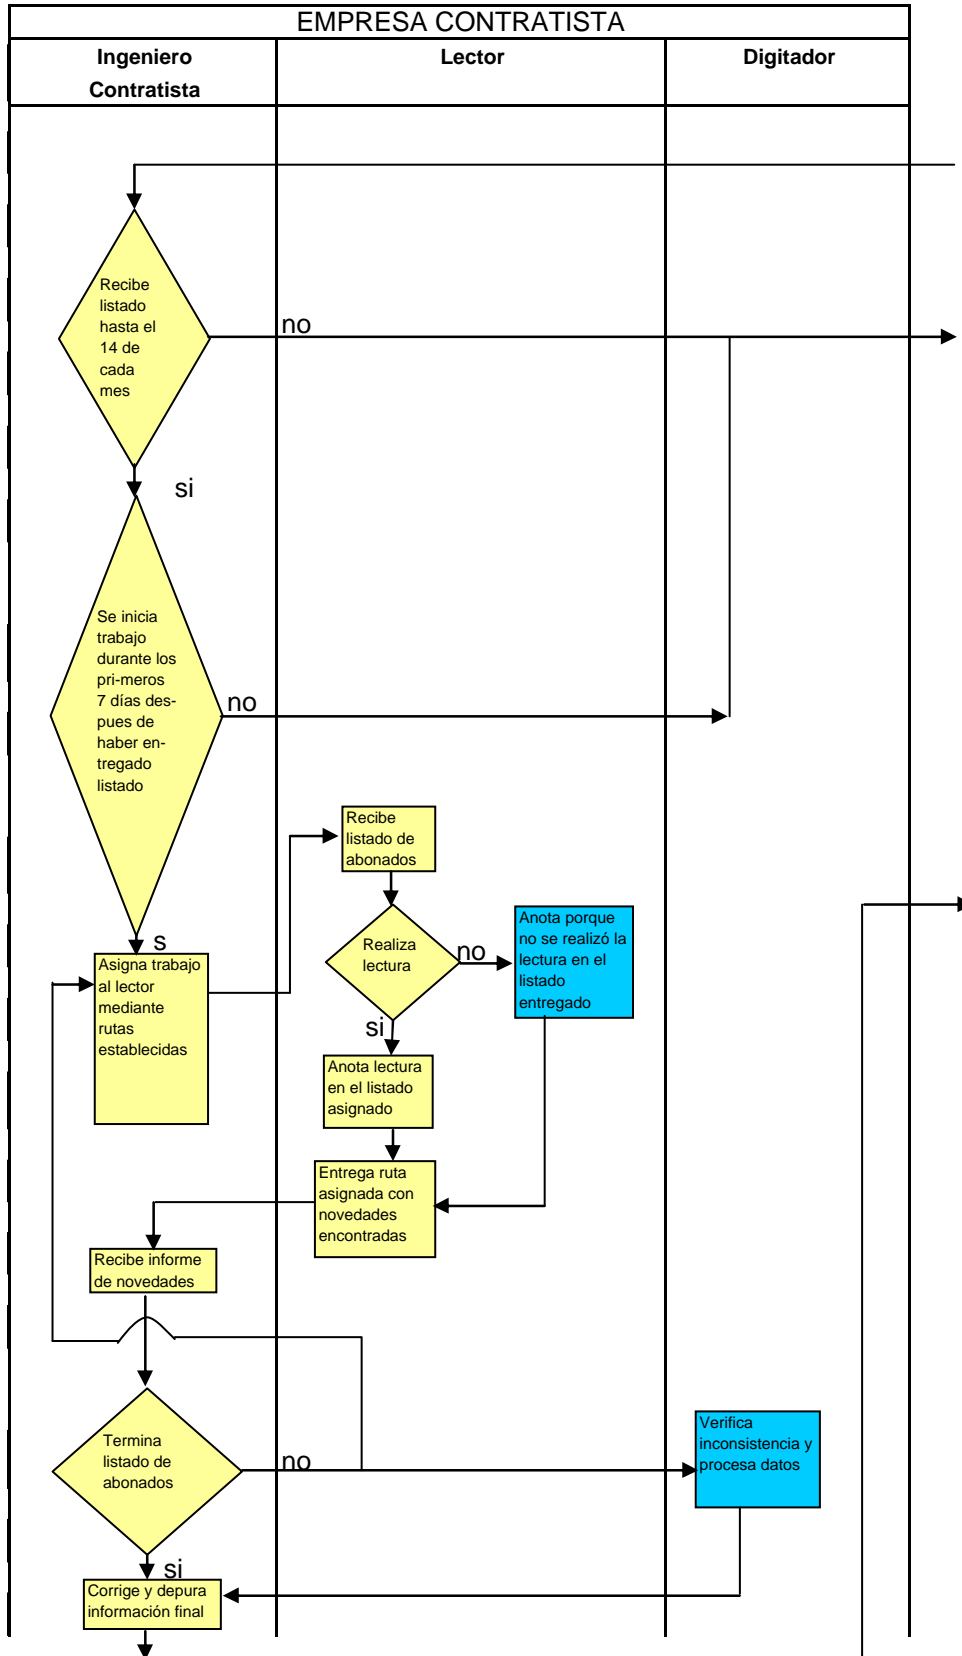 EMPRESA CONTRATISTA
Ingeniero
Contratista
Lector
Digitador
Recibe
listado
hasta el
14 de
cada
mes
no
si
Se inicia
trabajo
durante los
pri-meros
7 días des-
pues de
haber en-
tregado
listado
no
s
Asigna trabajo
al lector
mediante
rutas
establecidas
Recibe
listado de
abonados
Realiza
lectura
no
Anota porque
no se realizó la
lectura en el
listado
entregado
si
Anota lectura
en el listado
asignado
Entrega ruta
asignada con
novedades
encontradas
Recibe informe
de novedades
Termina
listado de
abonados
no
Verifica
inconsistencia y
procesa datos
si
Corrige y depura
información final